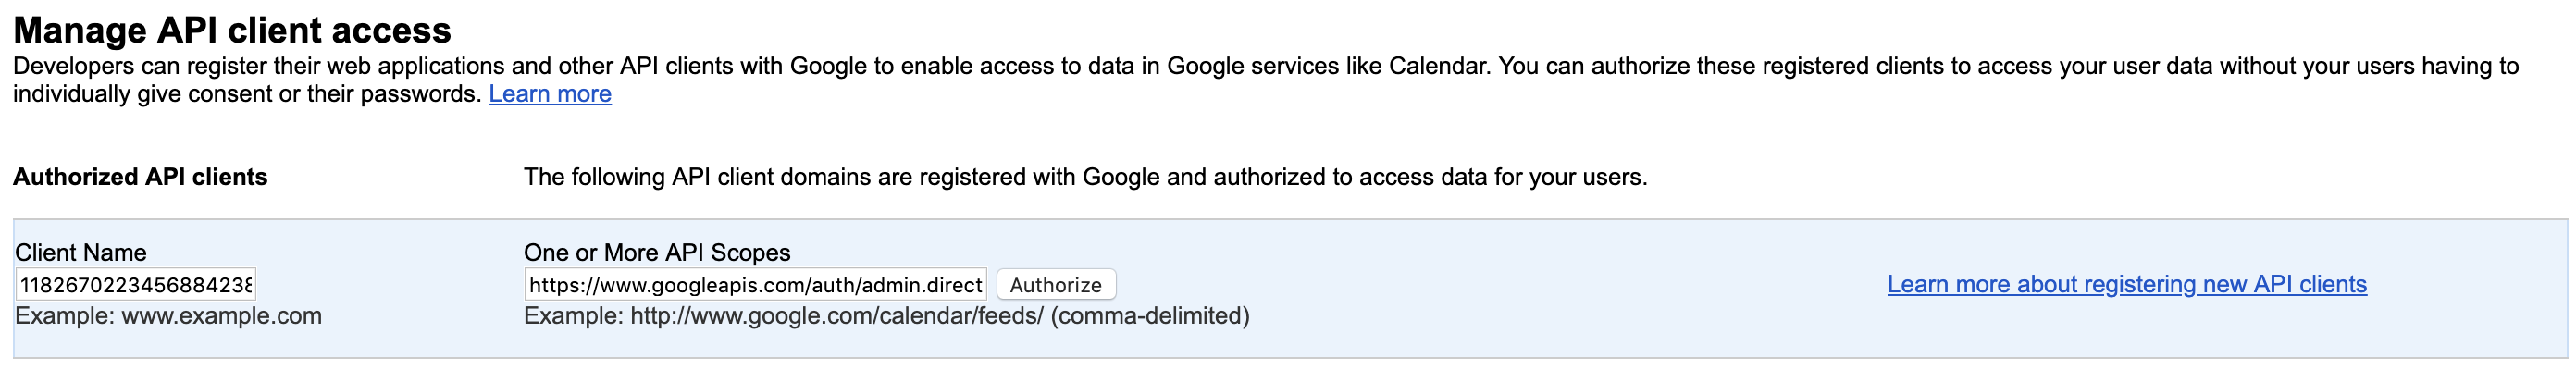 Manage API client access
Developers can register their web applications and other API clients with Google to enable access to data in Google services like Calendar. You can authorize these registered clients to access your user data without your users having to
individually give consent or their passwords. Learn more
Authorized API clients The following API client domains are registered with Google and authorized to access data for your users.
Client Name One or More API Scopes
118267022345688423 https://www.googleapis.com/auth/admin.direct Authorize Learn more about registering new API clients
Example: www.example.com Example: http://www.google.com/calendar/feeds/ (comma-delimited)